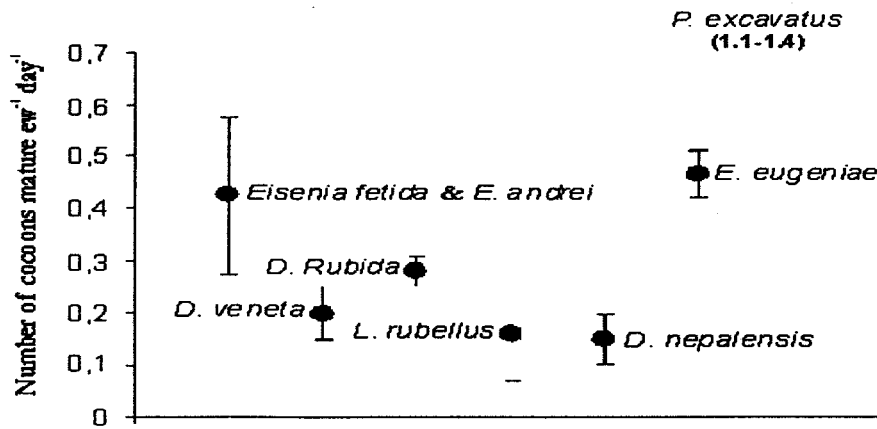 P. excavatus
(1.1-1.4)
Number of cocoons mature ew⁻¹ day⁻¹
0,7
0,6
0,5
0,4
0,3
0,2
0,1
0
Eisenia fetida & E. andrei
E. eugeniae
D. Rubida
D. veneta
L. rubellus
D. nepalensis